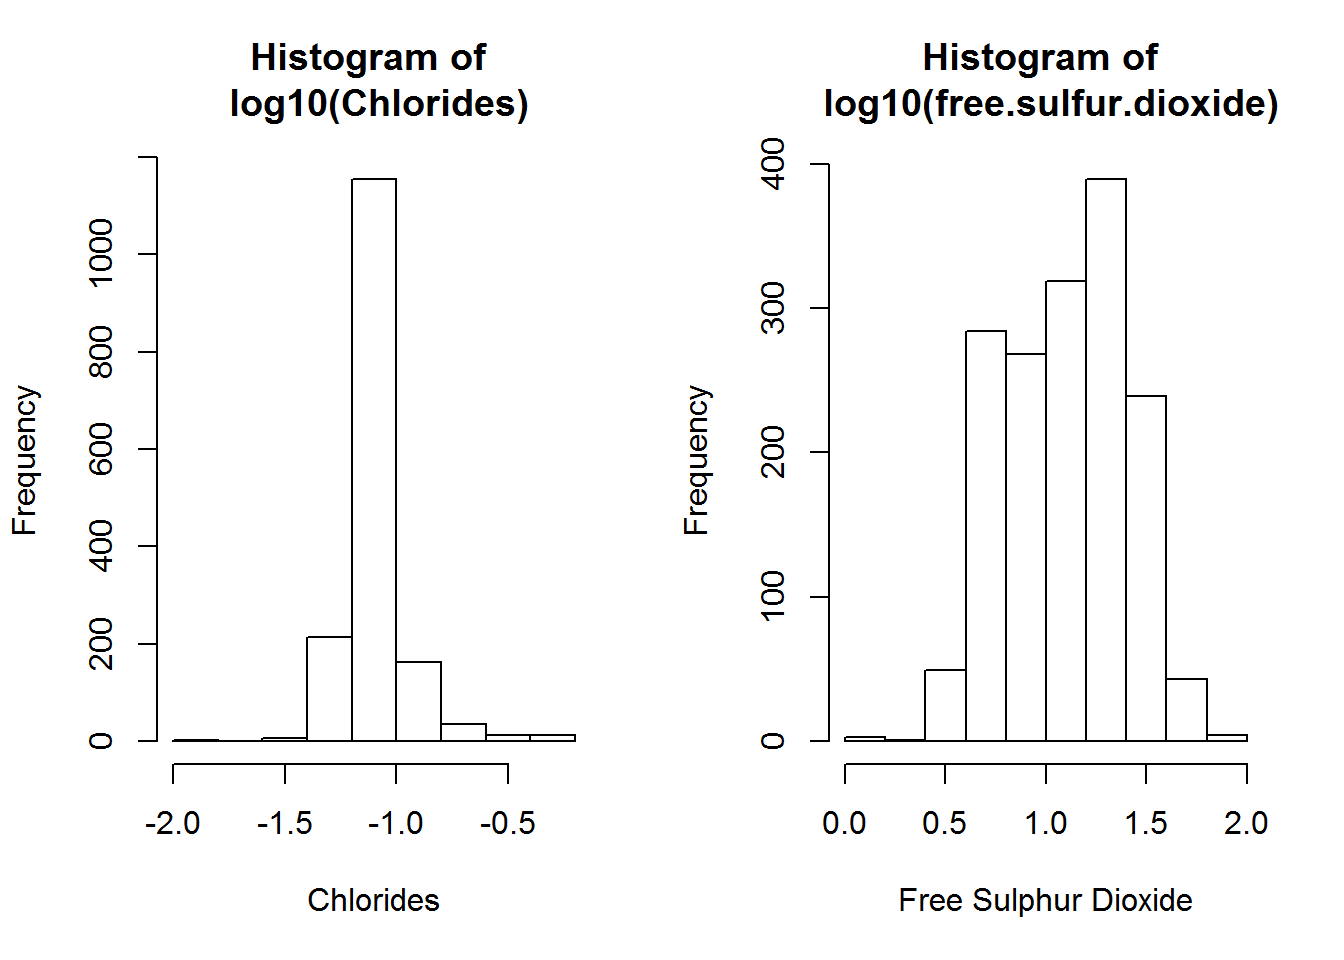 Histogram of
log10(Chlorides)
Frequency
0
200
400
600
800
1000
-2.0 -1.5 -1.0 -0.5
Chlorides
Histogram of
log10(free.sulfur.dioxide)
Frequency
0
100
200
300
400
0.0 0.5 1.0 1.5 2.0
Free Sulphur Dioxide